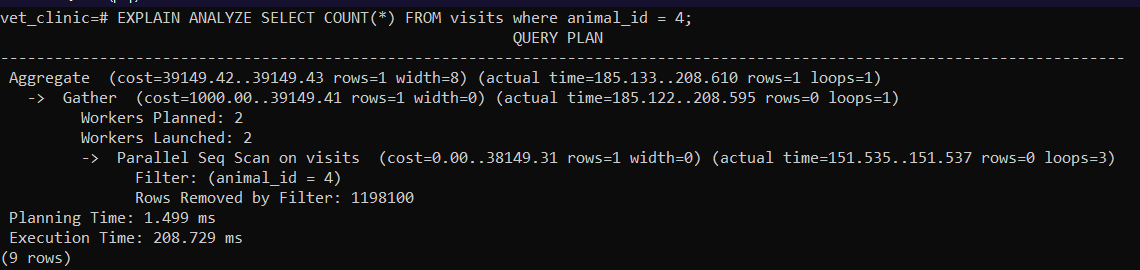 vet_clinic=# EXPLAIN ANALYZE SELECT COUNT(*) FROM visits where animal_id = 4;
QUERY PLAN
-----------------------------------------------------------------------------------------------------------------------------
Aggregate  (cost=39149.42..39149.43 rows=1 width=8) (actual time=185.133..208.610 rows=1 loops=1)
  ->  Gather  (cost=1000.00..39149.41 rows=1 width=0) (actual time=185.122..208.595 rows=0 loops=1)
        Workers Planned: 2
        Workers Launched: 2
        ->  Parallel Seq Scan on visits  (cost=0.00..38149.31 rows=1 width=0) (actual time=151.535..151.537 rows=0 loops=3)
              Filter: (animal_id = 4)
              Rows Removed by Filter: 1198100
Planning Time: 1.499 ms
Execution Time: 208.729 ms
(9 rows)